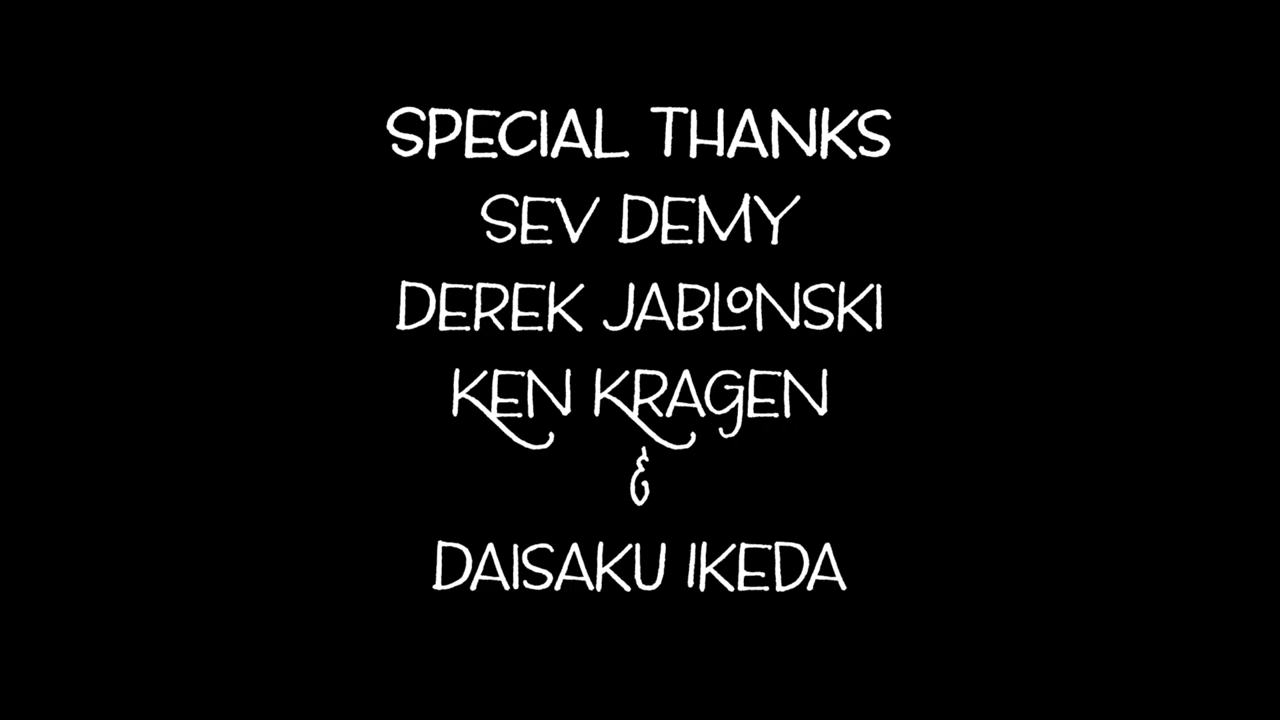 SPECIAL THANKS
SEV DEMY
DEREK JABLONSKI
KEN KRAGEN
&
DAISAKU IKEDA